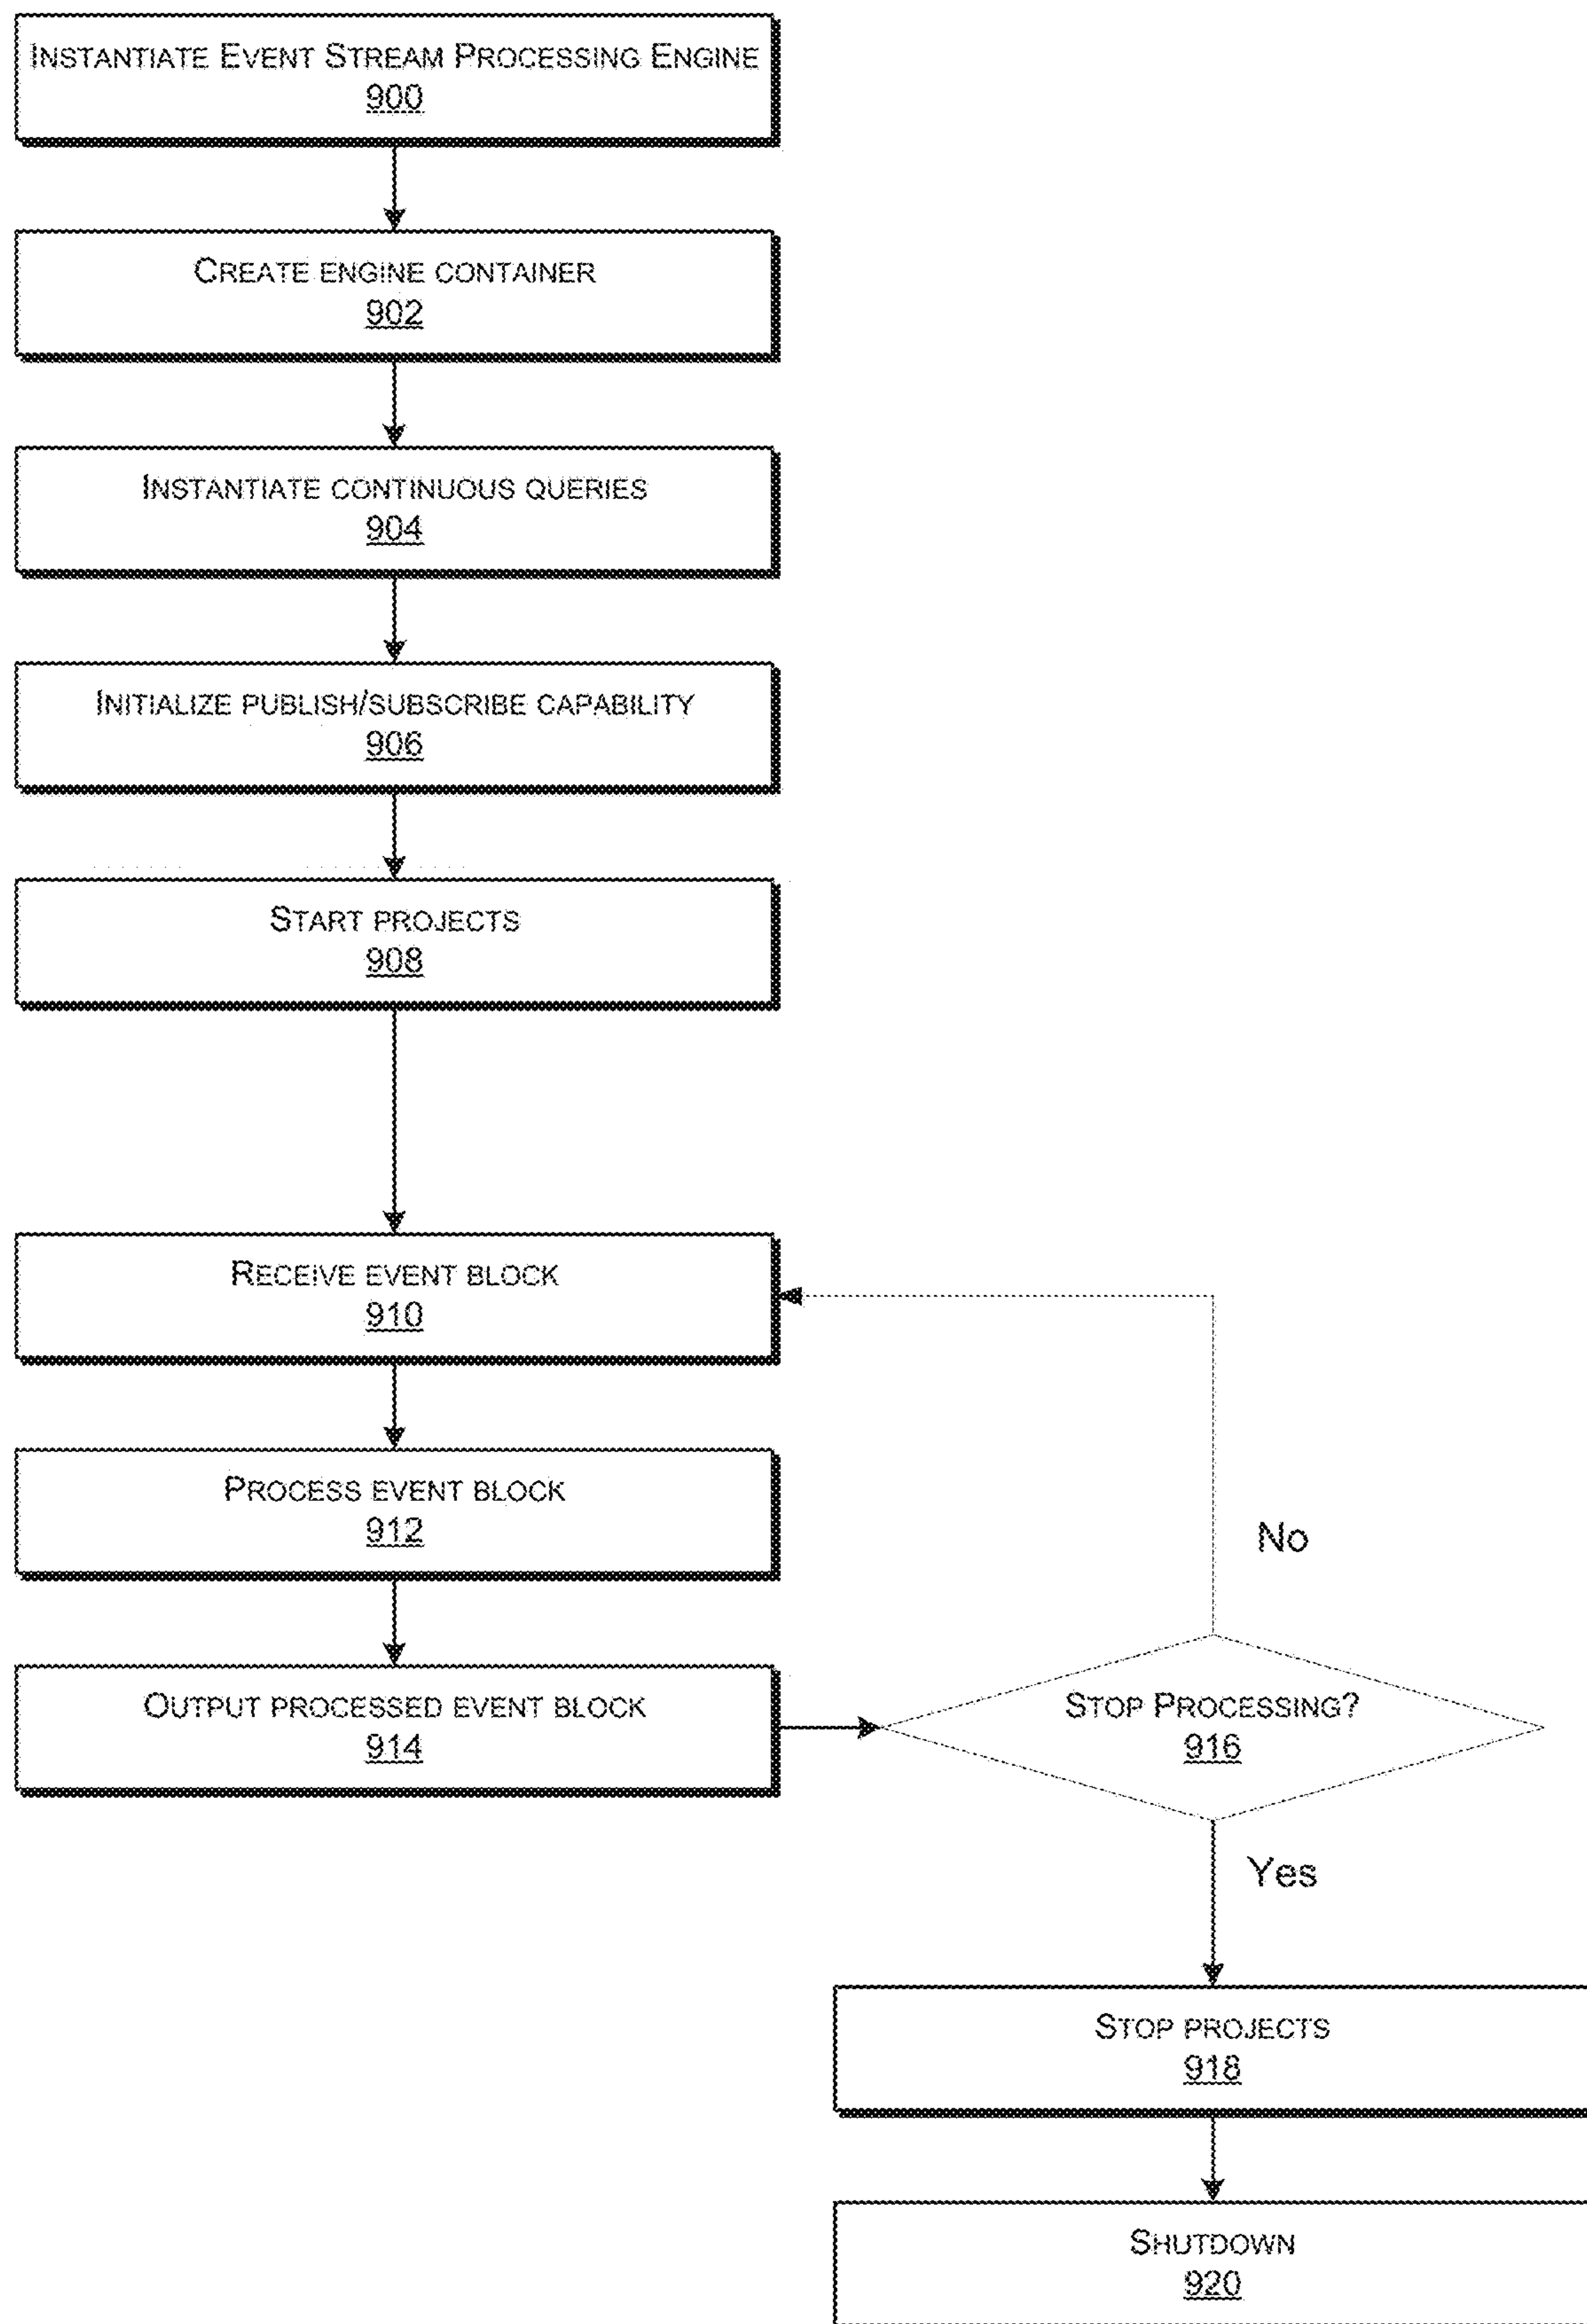 INSTANTIATE EVENT STREAM PROCESSING ENGINE
900
CREATE ENGINE CONTAINER
902
INSTANTIATE CONTINUOUS QUERIES
904
INITIALIZE PUBLISH/SUBSCRIBE CAPABILITY
906
START PROJECTS
908
RECEIVE EVENT BLOCK
910
PROCESS EVENT BLOCK
912
No
OUTPUT PROCESSED EVENT BLOCK
914
STOP PROCESSING?
916
Yes
STOP PROJECTS
918
SHUTDOWN
920